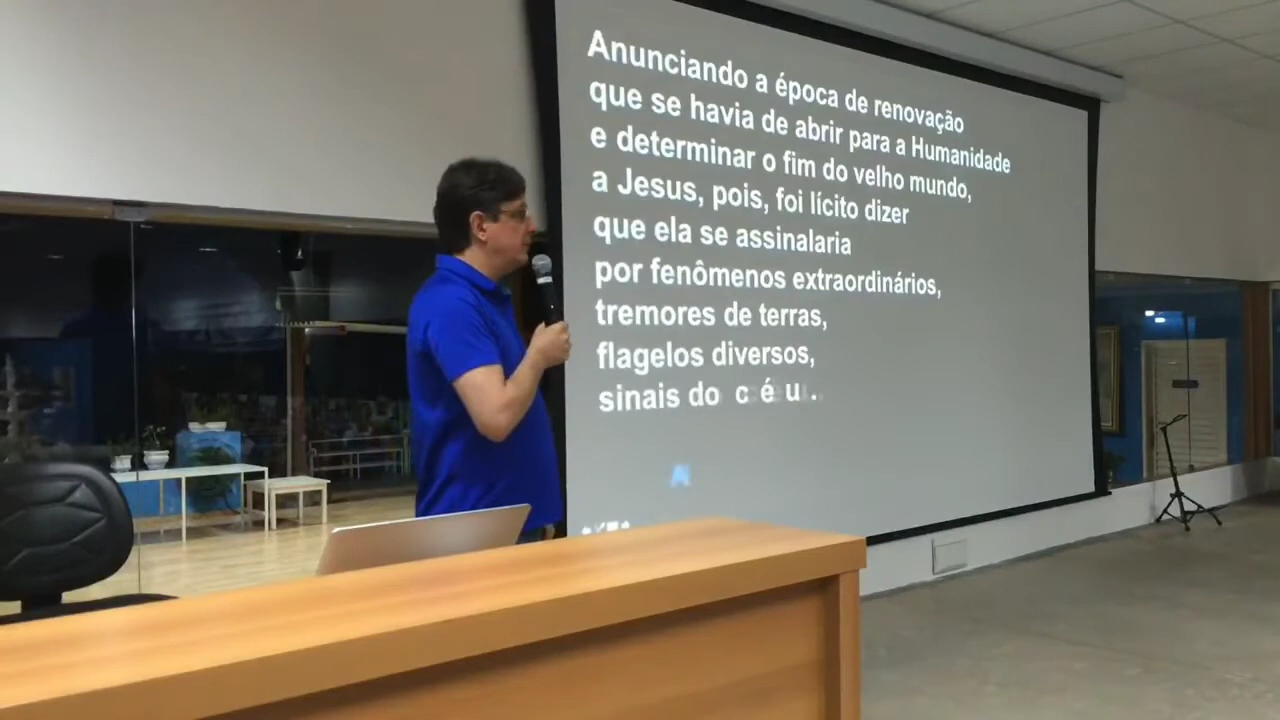 Anunciando a época de renovação
que se havia de abrir para a Humanidade
e determinar o fim do velho mundo,
a Jesus, pois, foi lícito dizer
que ela se assinalaria
por fenômenos extraordinários,
tremores de terras,
flagelos diversos,
sinais do céu.